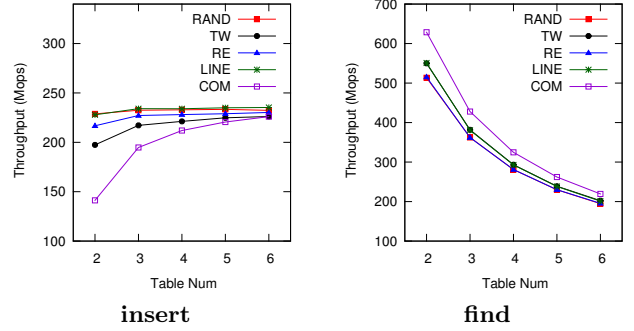 RAND
TW
RE
LINE
COM
Throughput (Mops)
300
250
200
150
100
2 3 4 5 6
Table Num
insert
RAND
TW
RE
LINE
COM
Throughput (Mops)
700
600
500
400
300
200
100
2 3 4 5 6
Table Num
find